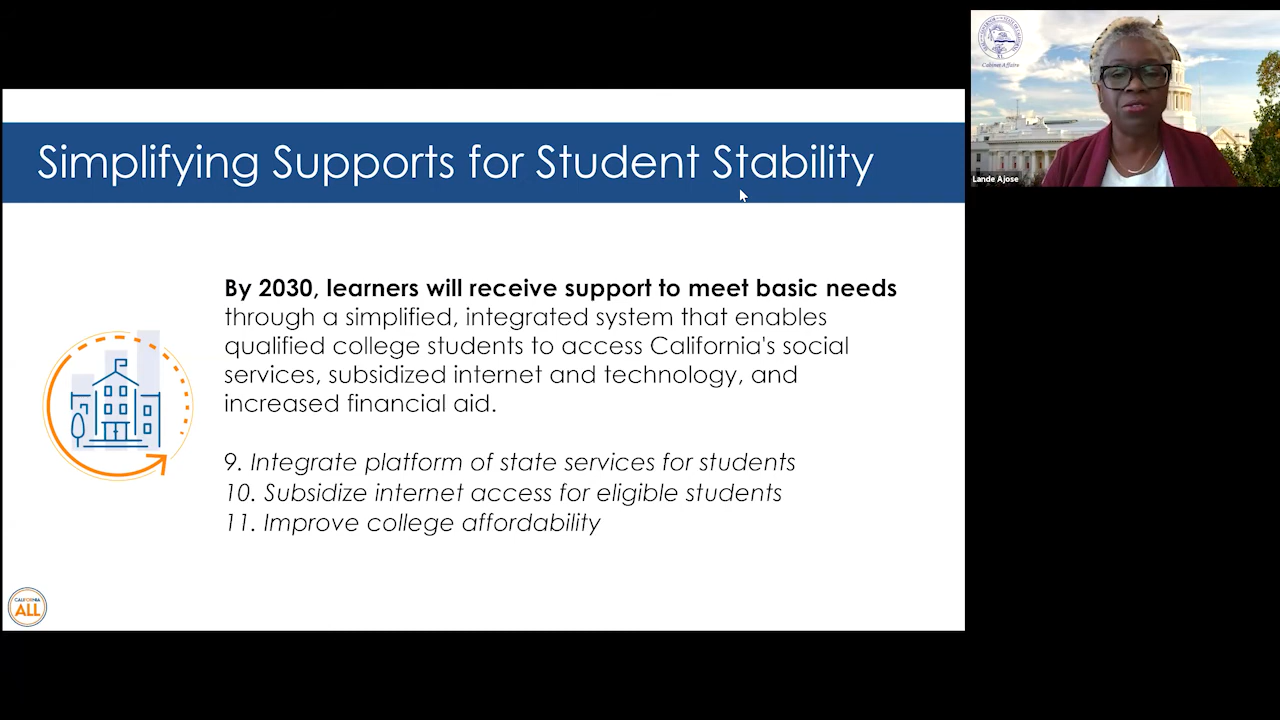 Simplifying Supports for Student Stability
By 2030, learners will receive support to meet basic needs
through a simplified, integrated system that enables
qualified college students to access California's social
services, subsidized internet and technology, and
increased financial aid.
9. Integrate platform of state services for students
10. Subsidize internet access for eligible students
11. Improve college affordability
CALIFORNIA
ALL
Cabinet Affairs
Lande Ajose